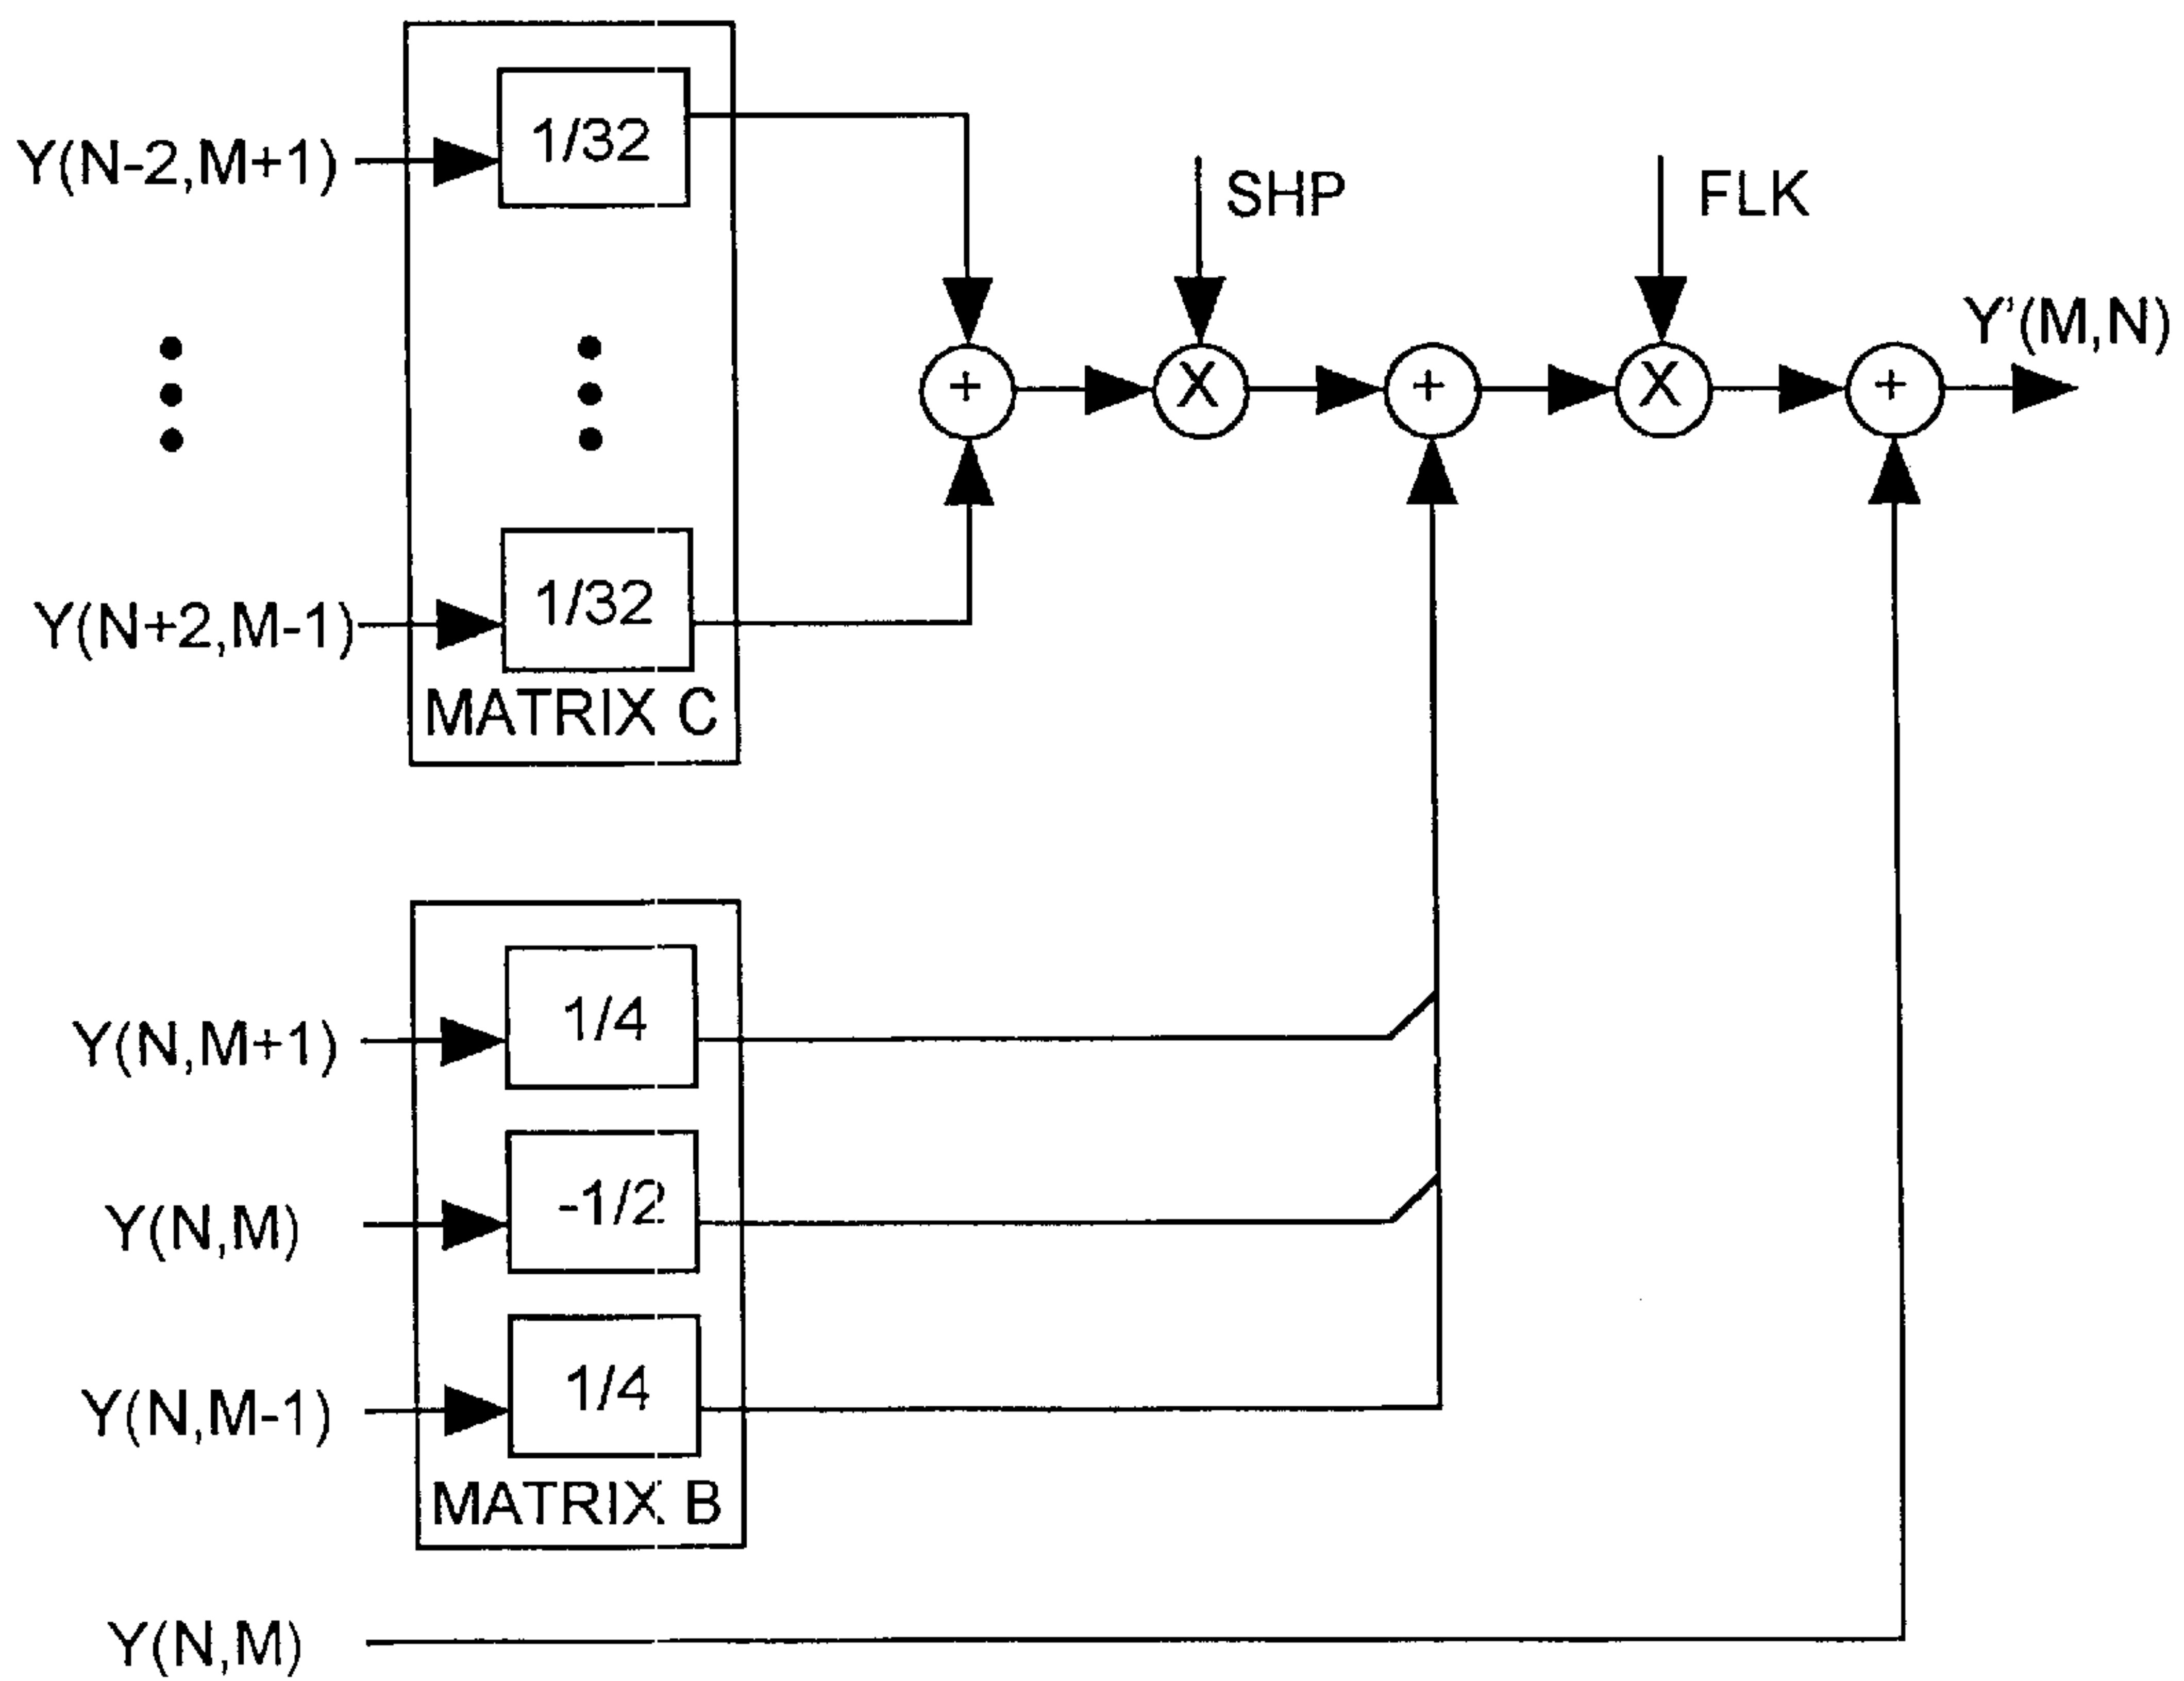 1/32
Y(N-2,M+1)
SHP
FLK
Y'(M,N)
+
X
+
X
+
1/32
Y(N+2,M-1)
MATRIX C
1/4
Y(N,M+1)
-1/2
Y(N,M)
1/4
Y(N,M-1)
MATRIX B
Y(N,M)